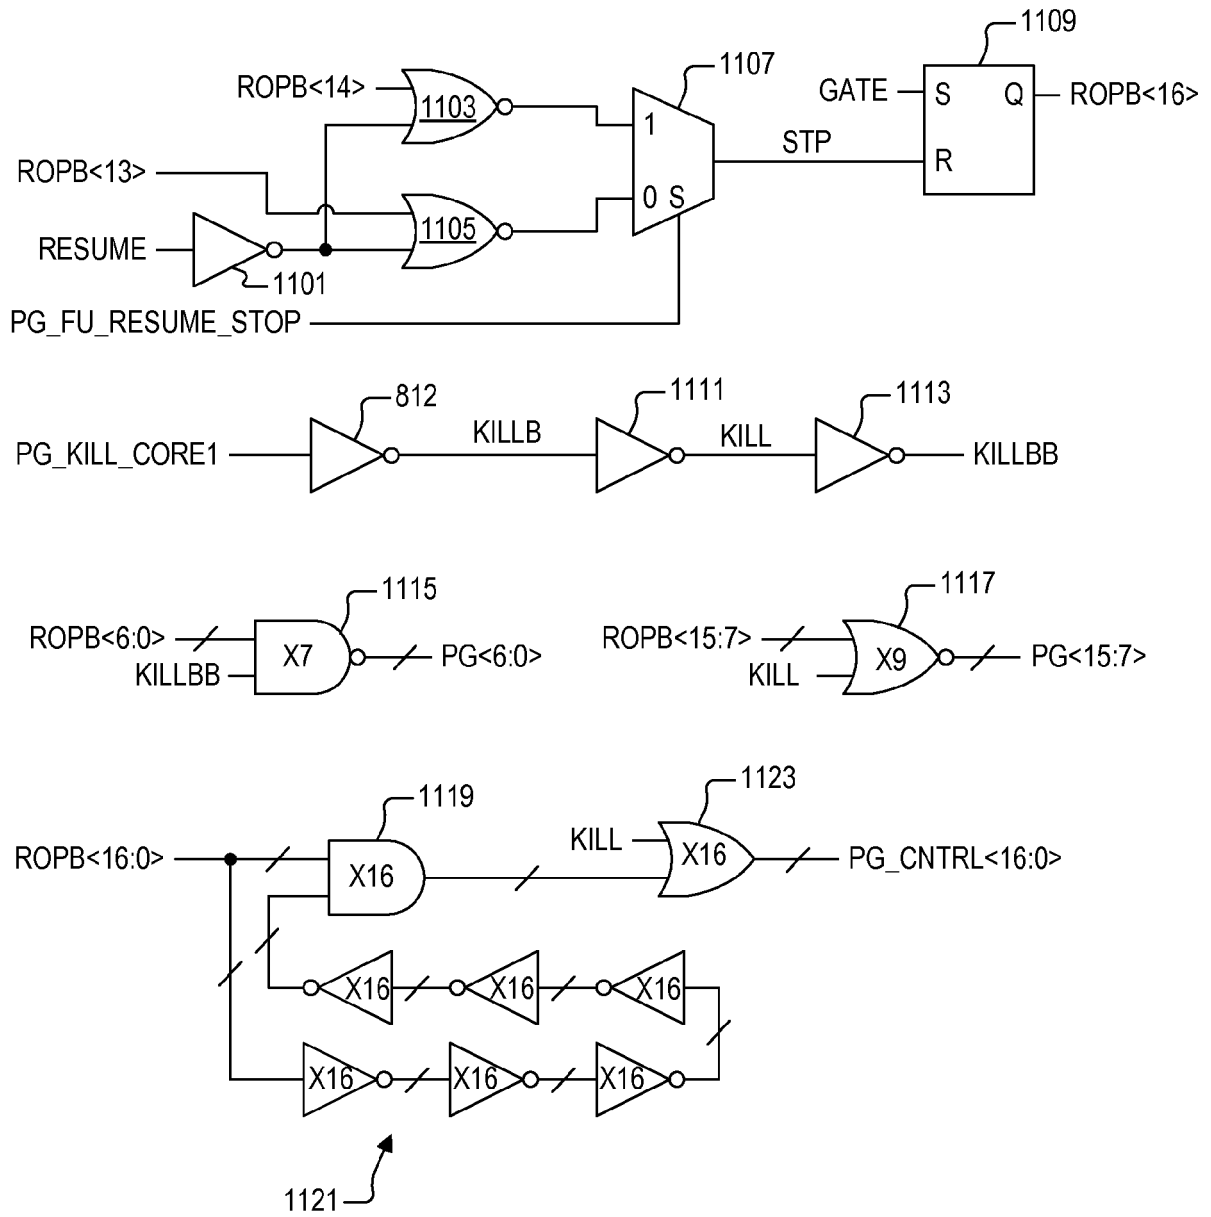 1109
1107
ROPB<14>
1103
1
GATE
S
Q
ROPB<16>
STP
R
ROPB<13>
0 S
1105
RESUME
1101
PG_FU_RESUME_STOP
812
1111
1113
PG_KILL_CORE1
KILLB
KILL
KILLBB
1115
1117
ROPB<6:0>
KILLBB
X7
PG<6:0>
ROPB<15:7>
KILL
X9
PG<15:7>
1119
1123
ROPB<16:0>
X16
KILL
X16
PG_CNTRL<16:0>
X16
X16
X16
X16
X16
X16
1121